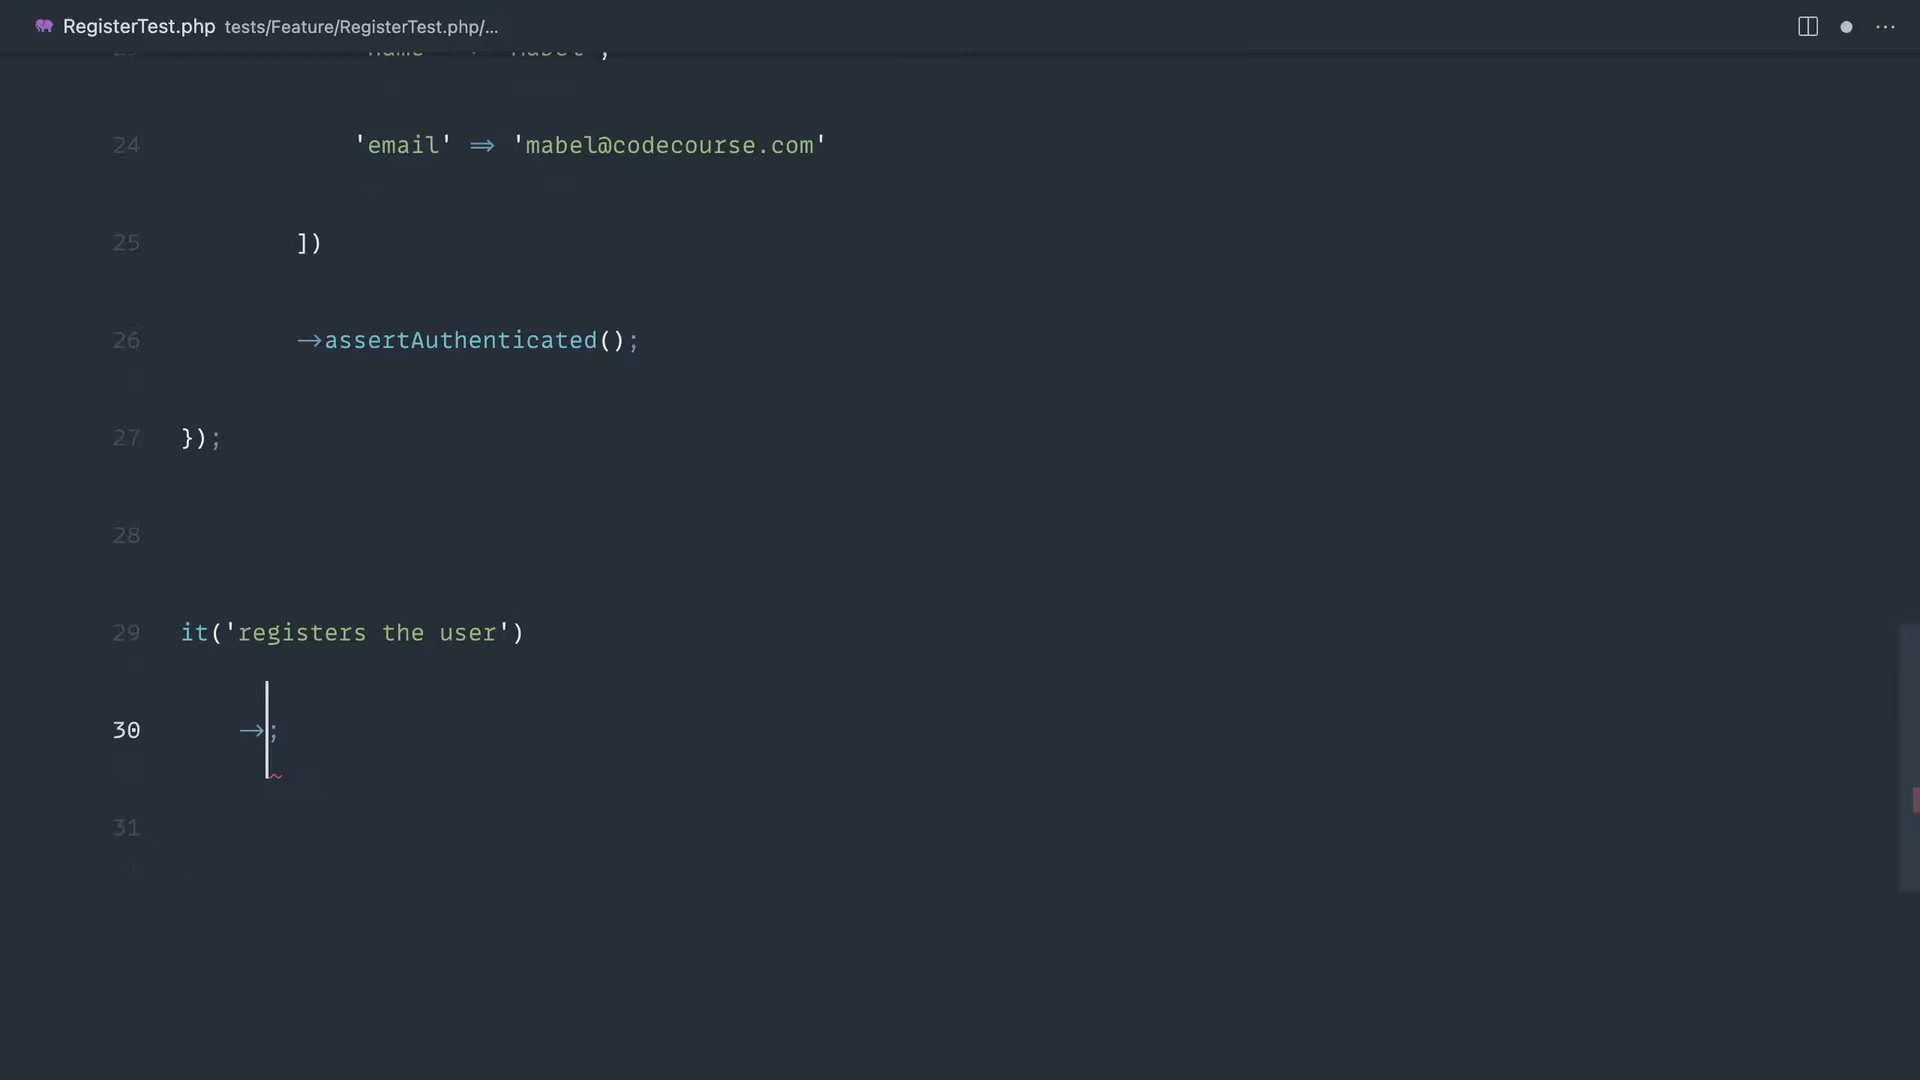 RegisterTest.php tests/Feature/RegisterTest.php/...
24 'email' => 'mabel@codecourse.com'
25 ])
26 ->assertAuthenticated();
27 });
28
29 it('registers the user')
30 ->;
31